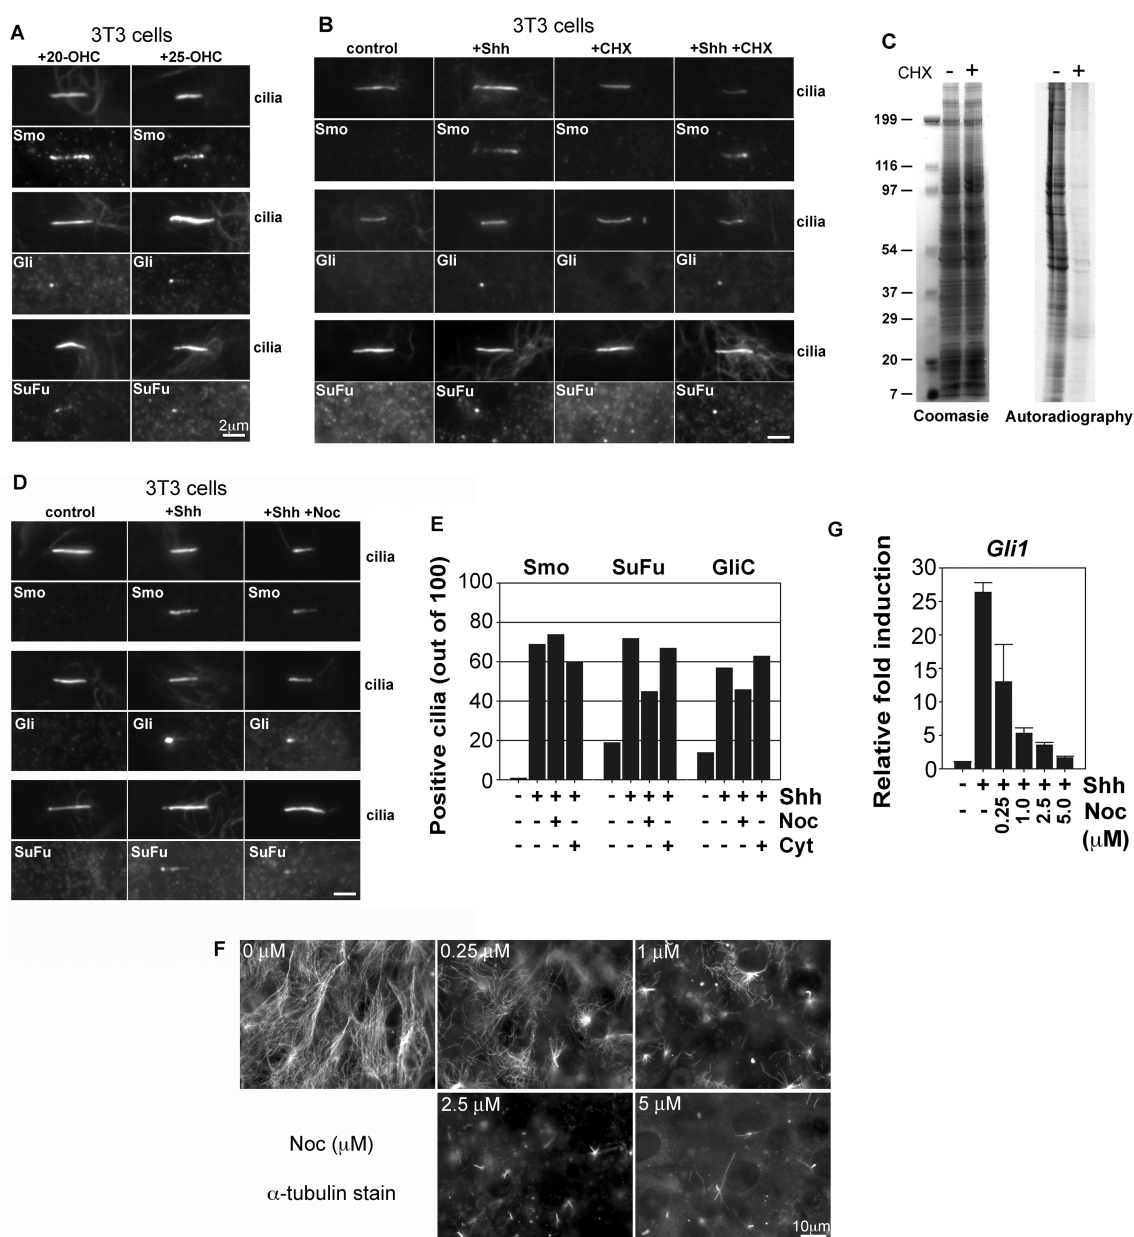 A
3T3 cells
+20-OHC +25-OHC
cilia
Smo Smo
cilia
Gli Gli
cilia
SuFu SuFu
2μm
B
3T3 cells
control +Shh +CHX +Shh +CHX
cilia
Smo Smo Smo Smo
cilia
Gli Gli Gli Gli
cilia
SuFu SuFu SuFu SuFu
C
CHX - + - +
199
116
97
54
37
29
20
7
Coomasie Autoradiography
D
3T3 cells
control +Shh +Shh +Noc
cilia
Smo Smo Smo
cilia
Gli Gli Gli
cilia
SuFu SuFu SuFu
E
Smo SuFu GliC
Positive cilia (out of 100)
100
80
60
40
20
0
- + + + - + + + - + + + Shh
- - + - - - + - - - + - Noc
- - - + - - - + - - - + Cyt
G
Gli1
Relative fold induction
30
25
20
15
10
5
0
- + + + + + Shh
- - 0.25 1.0 2.5 5.0 Noc
(μM)
F
0 μM 0.25 μM 1 μM
2.5 μM 5 μM
Noc (μM)
α-tubulin stain
10μm